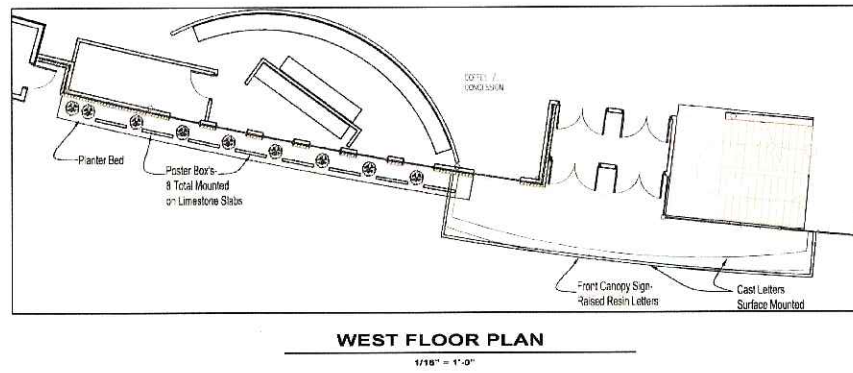 COFFEE /
CONCESSION
Planter Bed
Poster Box's-
8 Total Mounted
on Limestone Slabs
Front Canopy Sign-
Raised Resin Letters
Cast Letters
Surface Mounted
WEST FLOOR PLAN
1/16" = 1'-0"